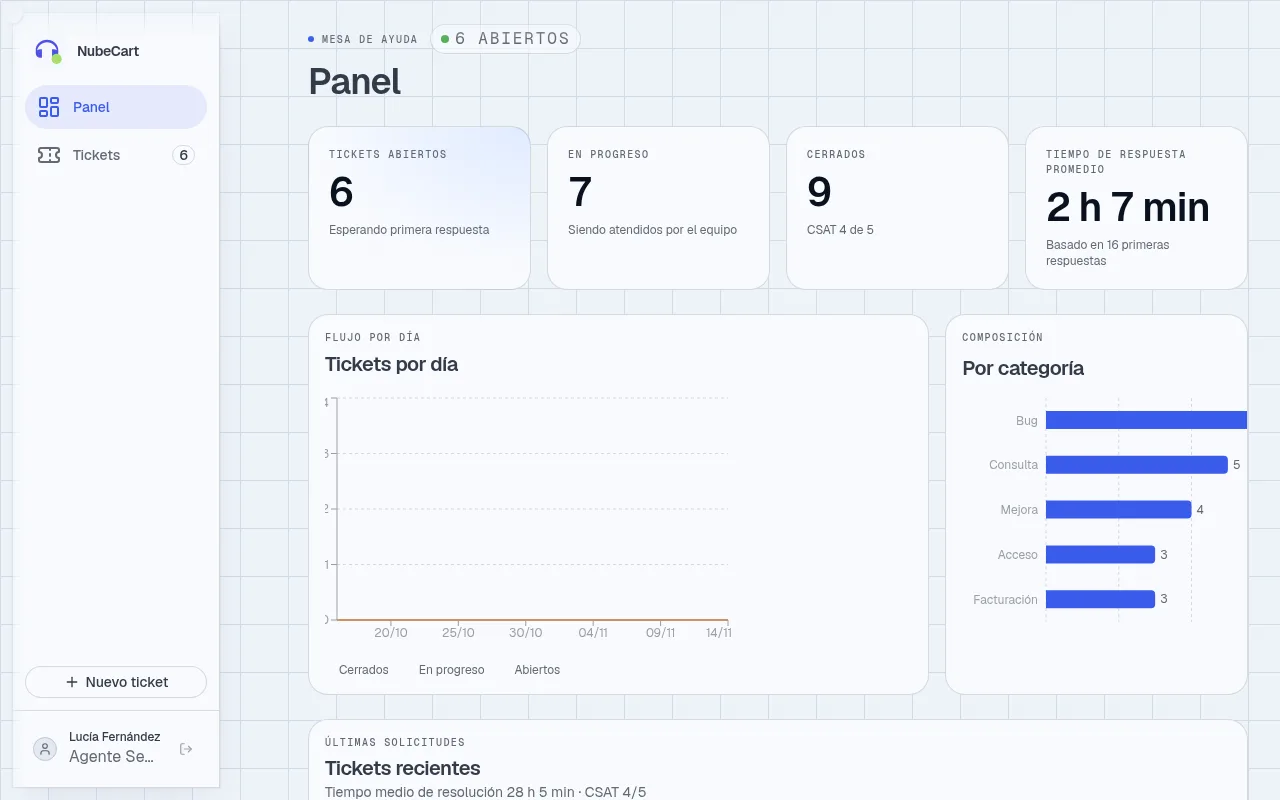 NubeCart
Panel
Tickets 6
Nuevo ticket
Lucía Fernández
Agente Se...
MESA DE AYUDA
6 ABIERTOS
Panel
TICKETS ABIERTOS
6
Esperando primera respuesta
EN PROGRESO
7
Siendo atendidos por el equipo
CERRADOS
9
CSAT 4 de 5
TIEMPO DE RESPUESTA
PROMEDIO
2 h 7 min
Basado en 16 primeras
respuestas
FLUJO POR DÍA
Tickets por día
4
3
2
1
0
20/10 25/10 30/10 04/11 09/11 14/11
Cerrados En progreso Abiertos
COMPOSICIÓN
Por categoría
Bug
Consulta 5
Mejora 4
Acceso 3
Facturación 3
ÚLTIMAS SOLICITUDES
Tickets recientes
Tiempo medio de resolución 28 h 5 min · CSAT 4/5